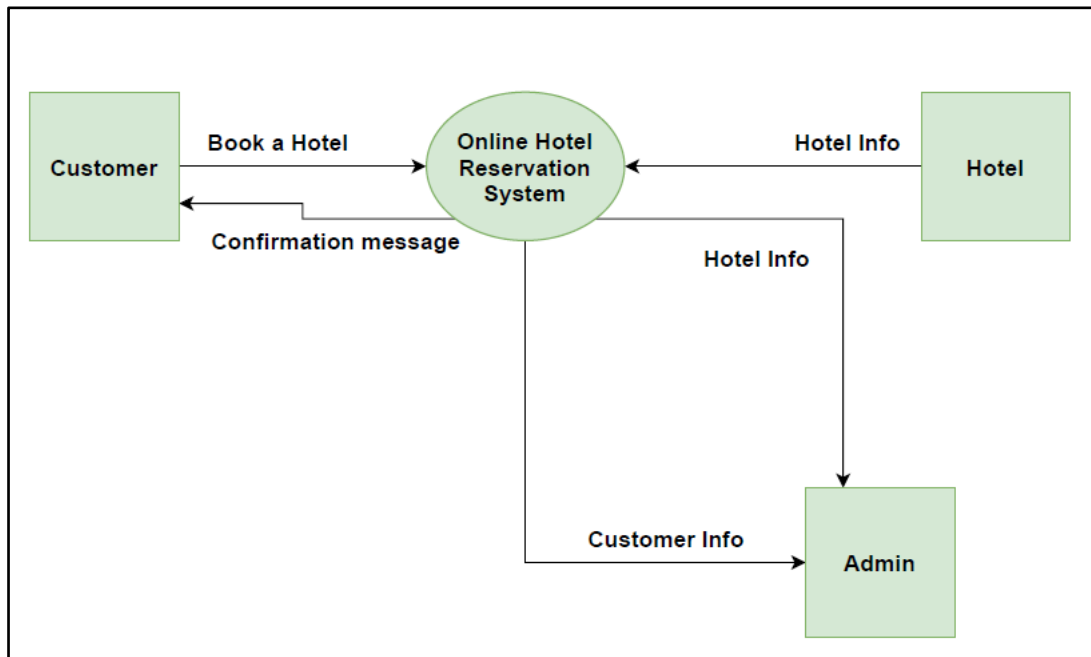 Customer
Book a Hotel
Online Hotel
Reservation
System
Hotel Info
Hotel
Confirmation message
Hotel Info
Customer Info
Admin